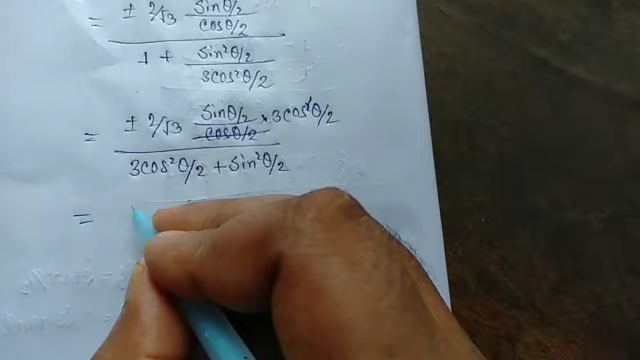 = ± 2/√3 sinθ/2 / cosθ/2
1 + sin²θ/2 / 3cos²θ/2
= ± 2/√3 sinθ/2 / cosθ/2 × 3cos²θ/2
3cos²θ/2 + sin²θ/2
=